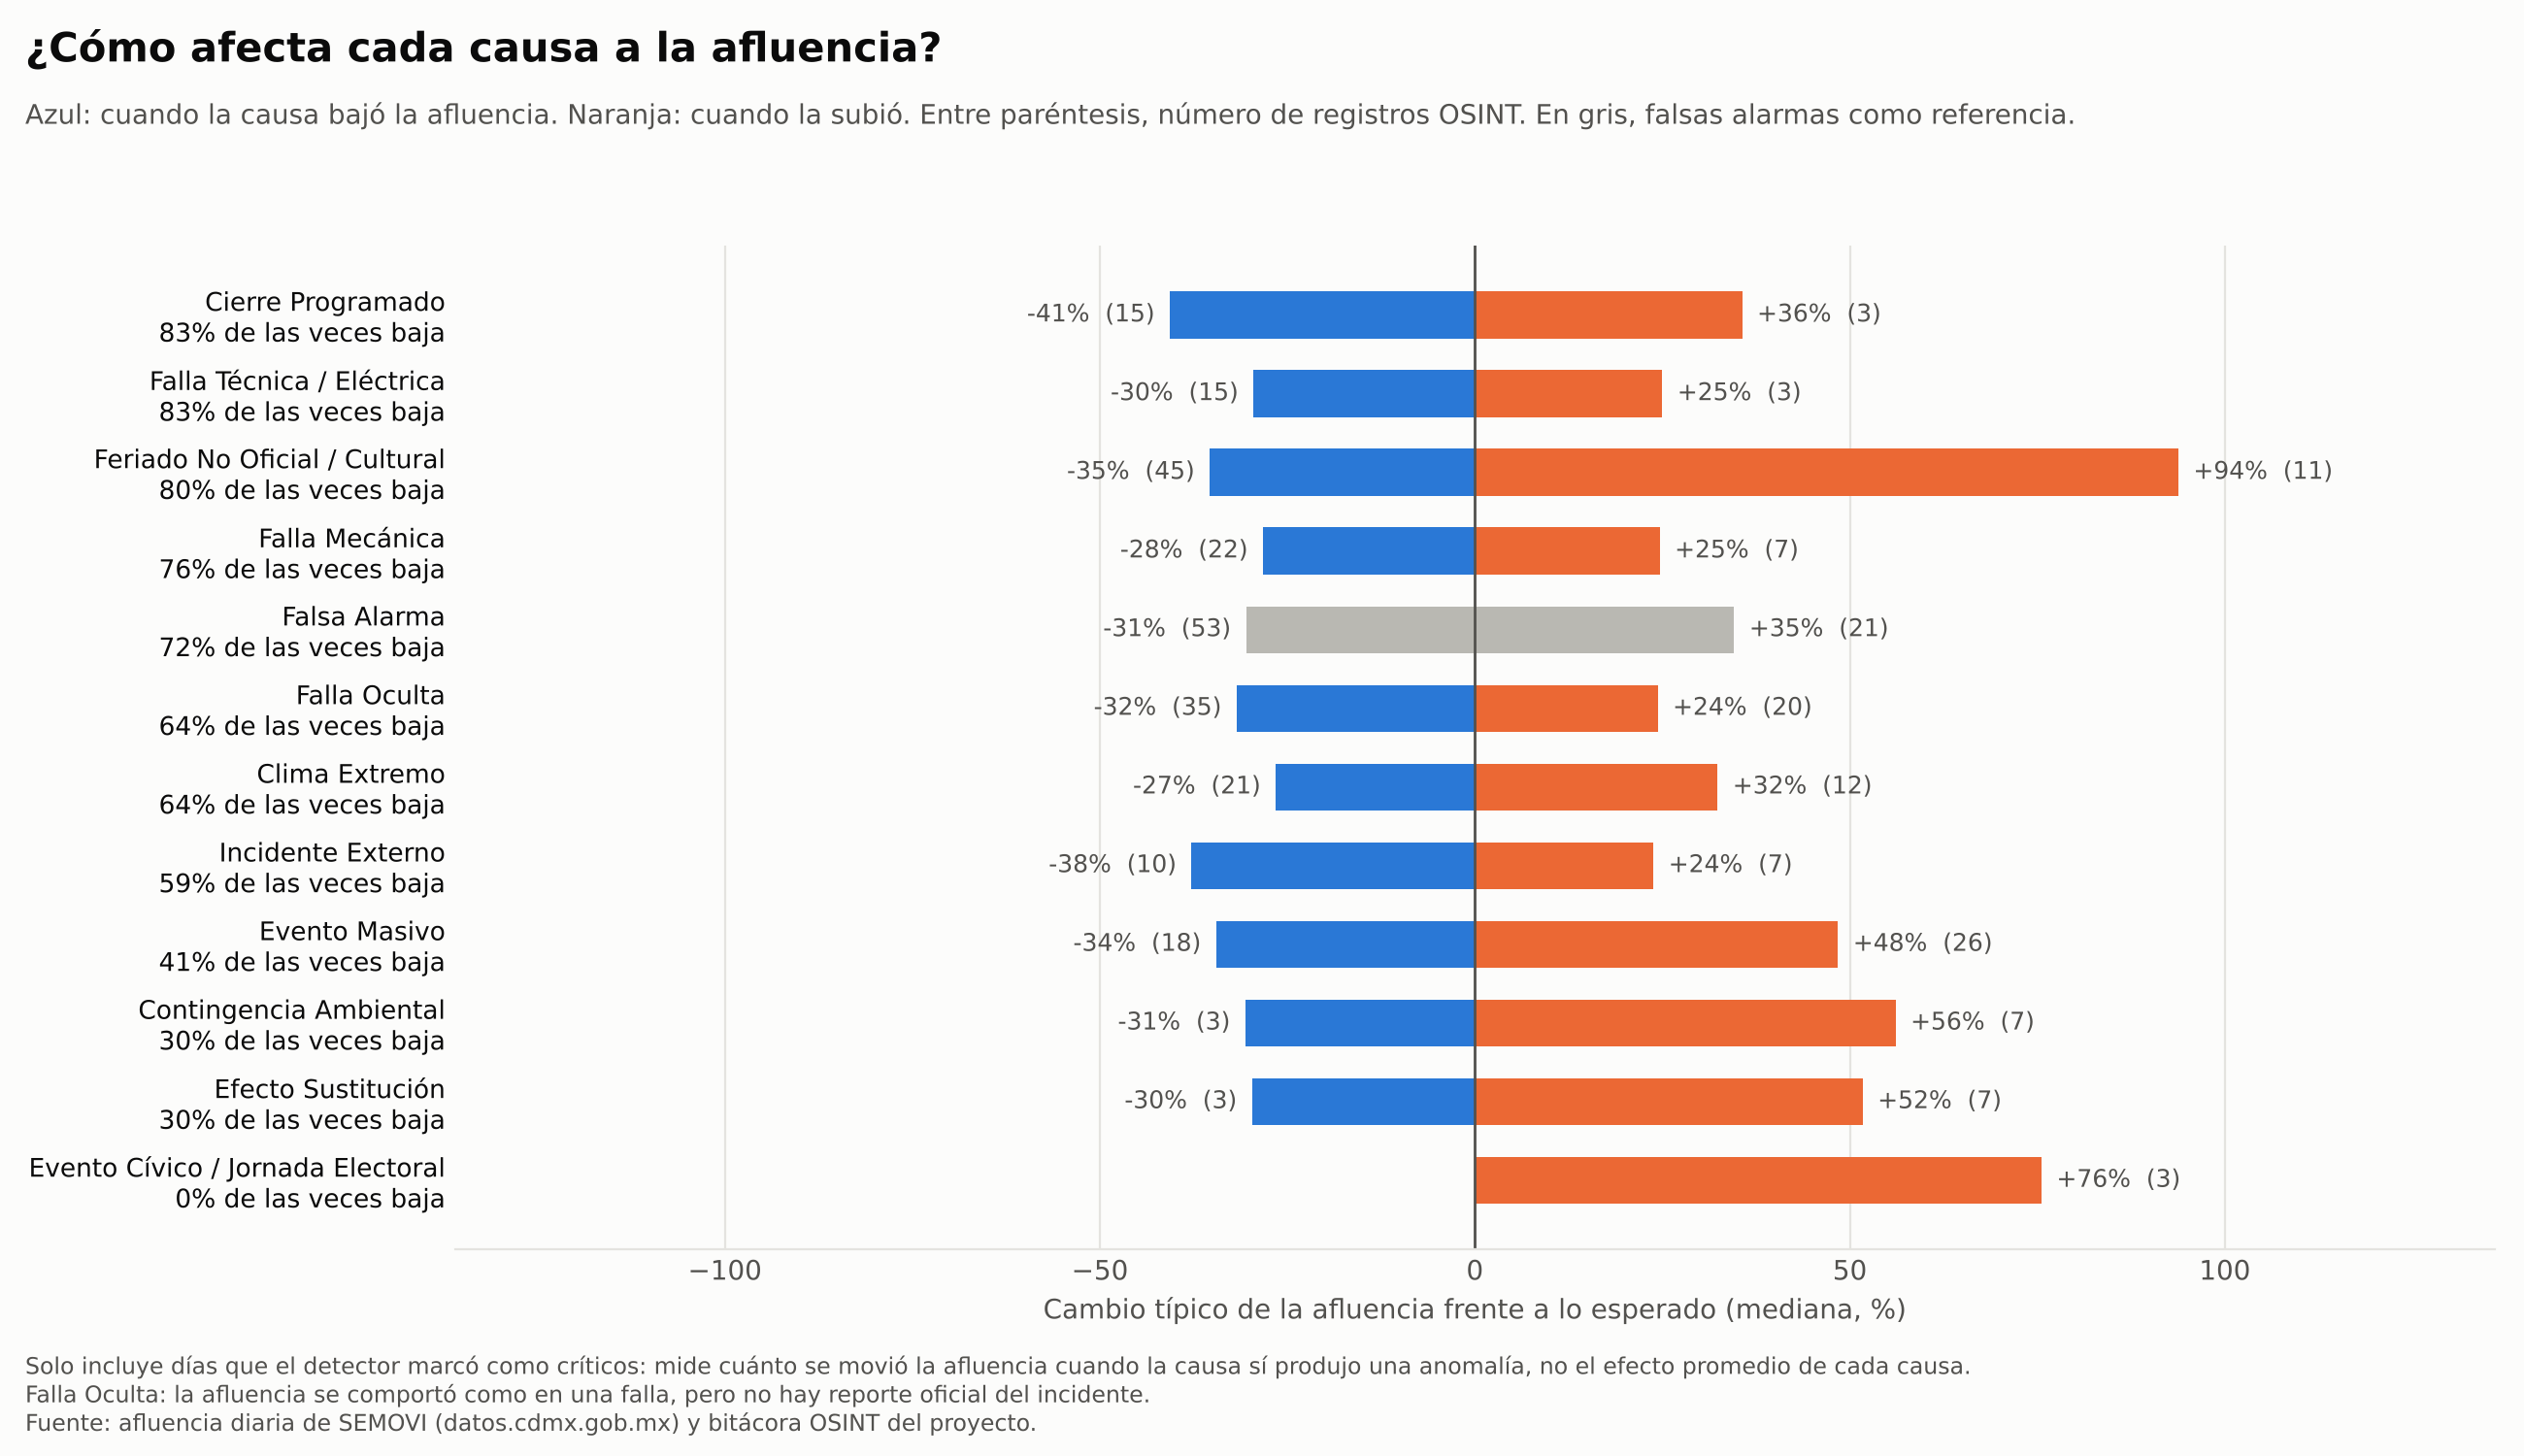 ¿Cómo afecta cada causa a la afluencia?
Azul: cuando la causa bajó la afluencia. Naranja: cuando la subió. Entre paréntesis, número de registros OSINT. En gris, falsas alarmas como referencia.
Cierre Programado
83% de las veces baja
-41% (15)
+36% (3)
Falla Técnica / Eléctrica
83% de las veces baja
-30% (15)
+25% (3)
Feriado No Oficial / Cultural
80% de las veces baja
-35% (45)
+94% (11)
Falla Mecánica
76% de las veces baja
-28% (22)
+25% (7)
Falsa Alarma
72% de las veces baja
-31% (53)
+35% (21)
Falla Oculta
64% de las veces baja
-32% (35)
+24% (20)
Clima Extremo
64% de las veces baja
-27% (21)
+32% (12)
Incidente Externo
59% de las veces baja
-38% (10)
+24% (7)
Evento Masivo
41% de las veces baja
-34% (18)
+48% (26)
Contingencia Ambiental
30% de las veces baja
-31% (3)
+56% (7)
Efecto Sustitución
30% de las veces baja
-30% (3)
+52% (7)
Evento Cívico / Jornada Electoral
0% de las veces baja
+76% (3)
−100 −50 0 50 100
Cambio típico de la afluencia frente a lo esperado (mediana, %)
Solo incluye días que el detector marcó como críticos: mide cuánto se movió la afluencia cuando la causa sí produjo una anomalía, no el efecto promedio de cada causa.
Falla Oculta: la afluencia se comportó como en una falla, pero no hay reporte oficial del incidente.
Fuente: afluencia diaria de SEMOVI (datos.cdmx.gob.mx) y bitácora OSINT del proyecto.